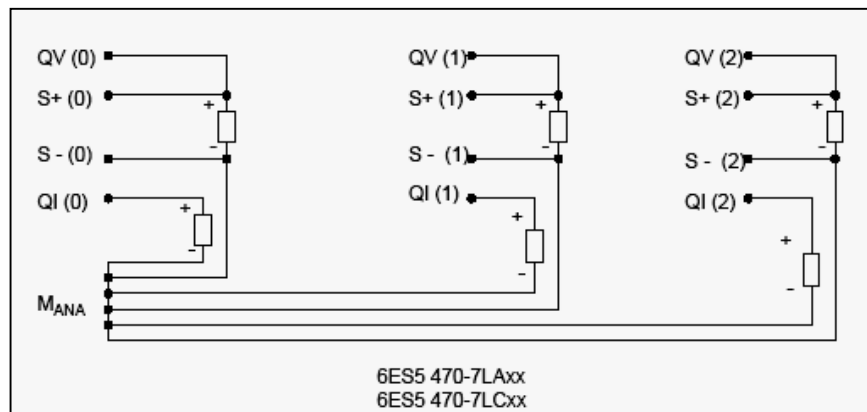 QV (0) QV (1) QV (2)
S+ (0) + S+ (1) + S+ (2) +
S - (0) - S - (1) - S - (2) -
QI (0) + QI (1) + QI (2) +
- - -
MANA
6ES5 470-7LAxx
6ES5 470-7LCxx